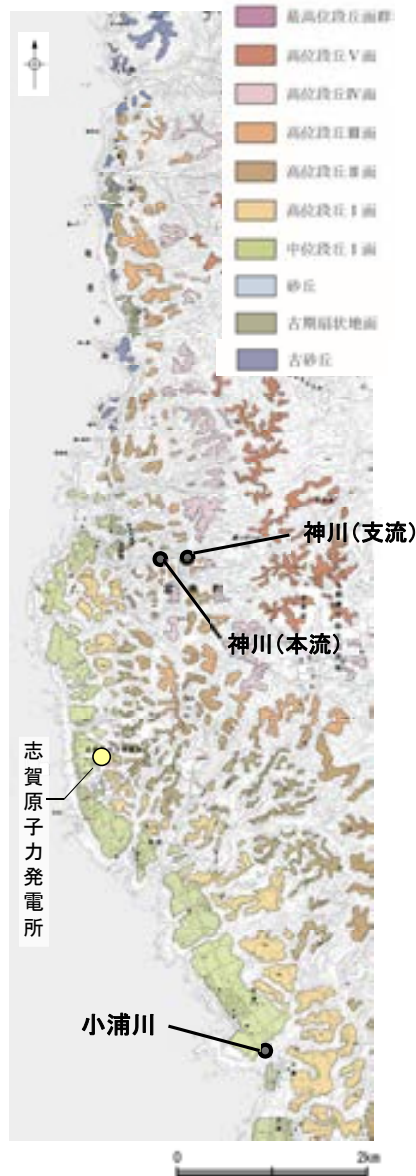 最高位段丘面群
高位段丘Ⅴ面
高位段丘Ⅳ面
高位段丘Ⅲ面
高位段丘Ⅱ面
高位段丘Ⅰ面
中位段丘Ⅰ面
砂丘
古期扇状地面
古砂丘
神川（支流）
神川（本流）
志賀原子力発電所
小浦川
0 2km